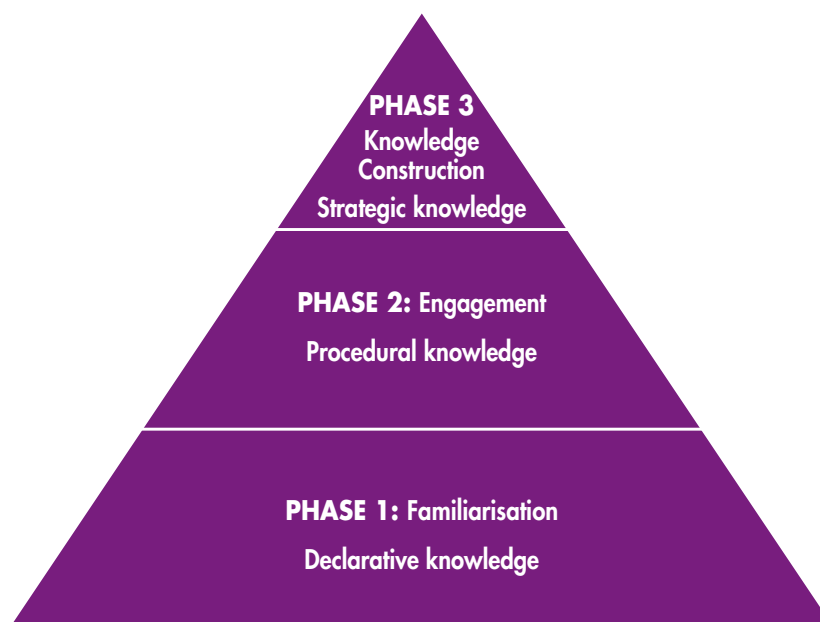 PHASE 3
Knowledge
Construction
Strategic knowledge
PHASE 2: Engagement
Procedural knowledge
PHASE 1: Familiarisation
Declarative knowledge